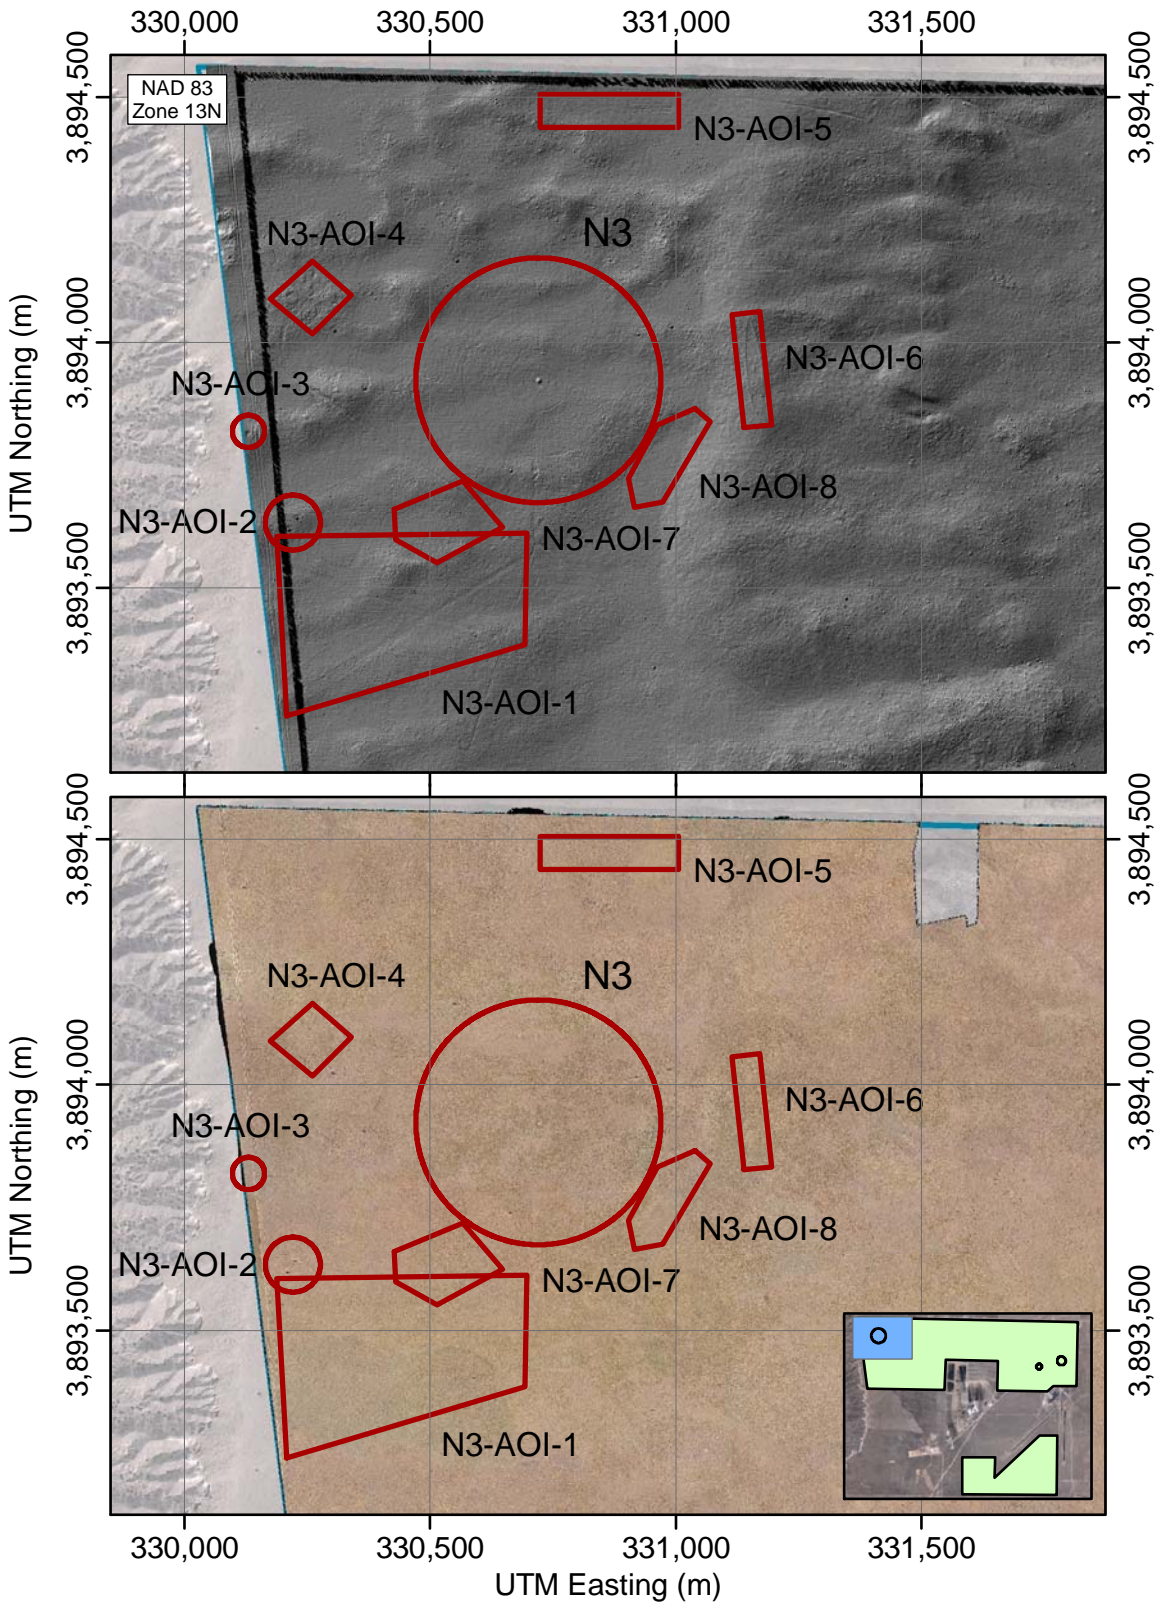 330,000 330,500 331,000 331,500
NAD 83
Zone 13N
3,894,500
3,894,500
N3-AOI-5
N3-AOI-4
N3
UTM Northing (m)
3,894,000
3,894,000
N3-AOI-6
N3-AOI-3
N3-AOI-8
N3-AOI-2
N3-AOI-7
3,893,500
3,893,500
N3-AOI-1
3,894,500
3,894,500
N3-AOI-5
N3-AOI-4
N3
UTM Northing (m)
3,894,000
3,894,000
N3-AOI-6
N3-AOI-3
N3-AOI-8
N3-AOI-2
N3-AOI-7
3,893,500
3,893,500
N3-AOI-1
330,000 330,500 331,000 331,500
UTM Easting (m)